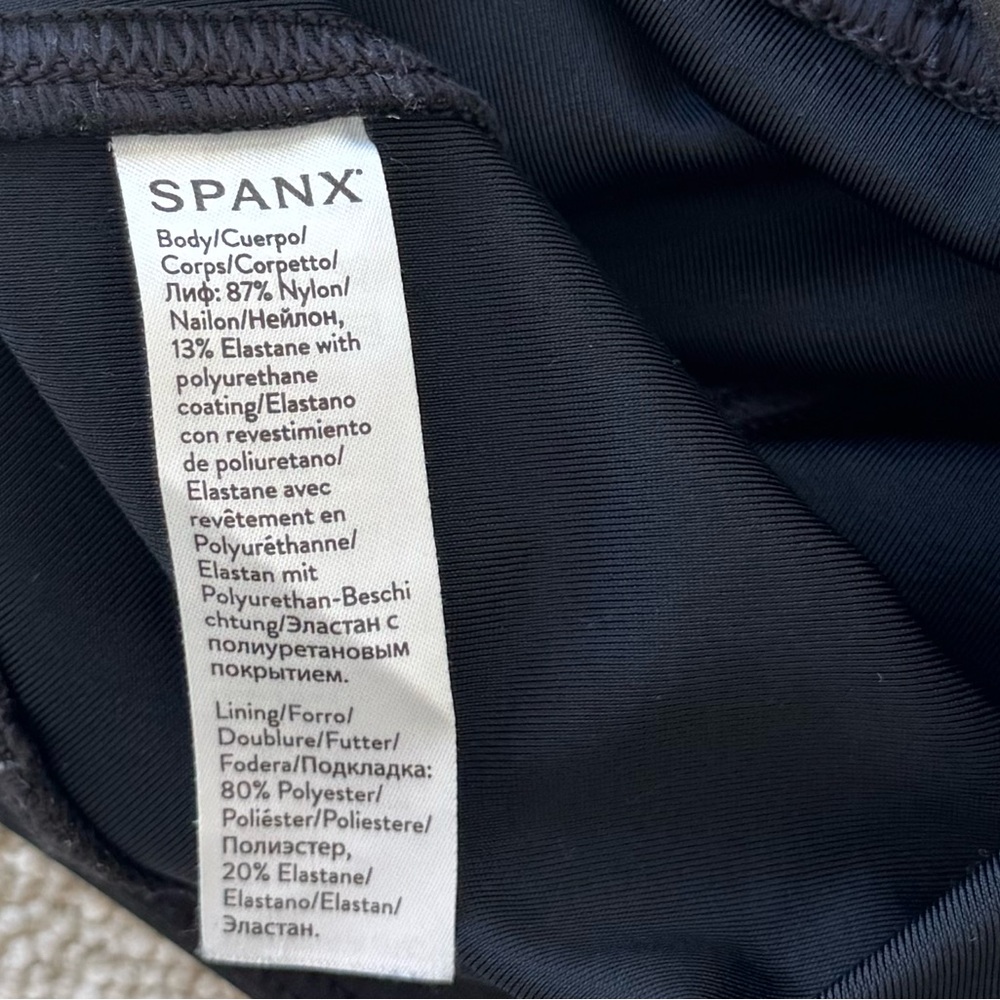 SPANX®
Body/Cuerpo/
Corps/Corpetto/
Лиф: 87% Nylon/
Nailon/Нейлон,
13% Elastane with
polyurethane
coating/Elastano
con revestimiento
de poliuretano/
Elastane avec
revêtement en
Polyuréthanne/
Elastan mit
Polyurethan-Beschi
chtung/Эластан с
полиуретановым
покрытием.
Lining/Forro/
Doublure/Futter/
Fodera/Подкладка:
80% Polyester/
Poliéster/Poliestere/
Полиэстер,
20% Elastane/
Elastano/Elastan/
Эластан.